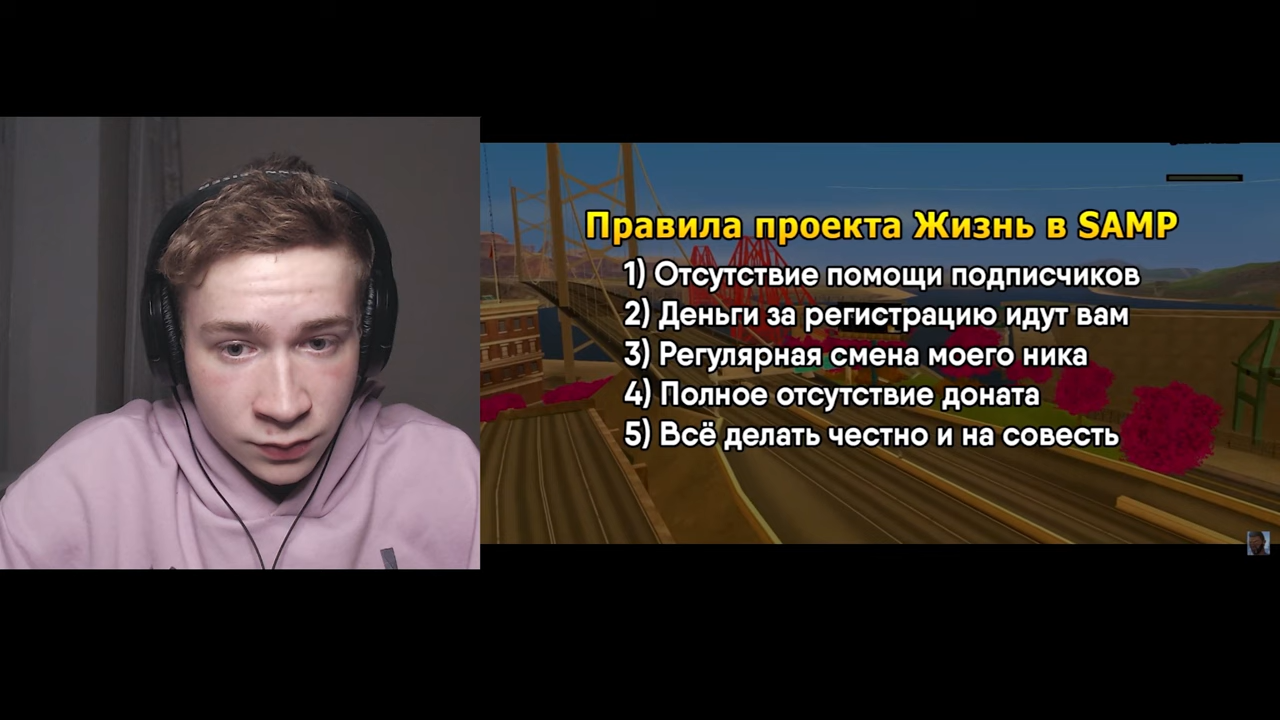 Правила проекта Жизнь в SAMP
1) Отсутствие помощи подписчиков
2) Деньги за регистрацию идут вам
3) Регулярная смена моего ника
4) Полное отсутствие доната
5) Всё делать честно и на совесть